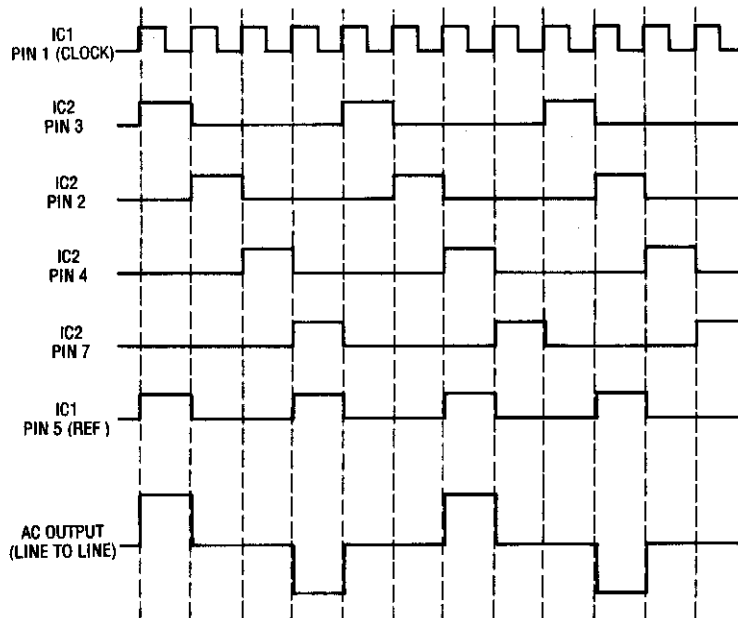 IC1
PIN 1 (CLOCK)
IC2
PIN 3
IC2
PIN 2
IC2
PIN 4
IC2
PIN 7
IC1
PIN 5 (REF )
AC OUTPUT
(LINE TO LINE)